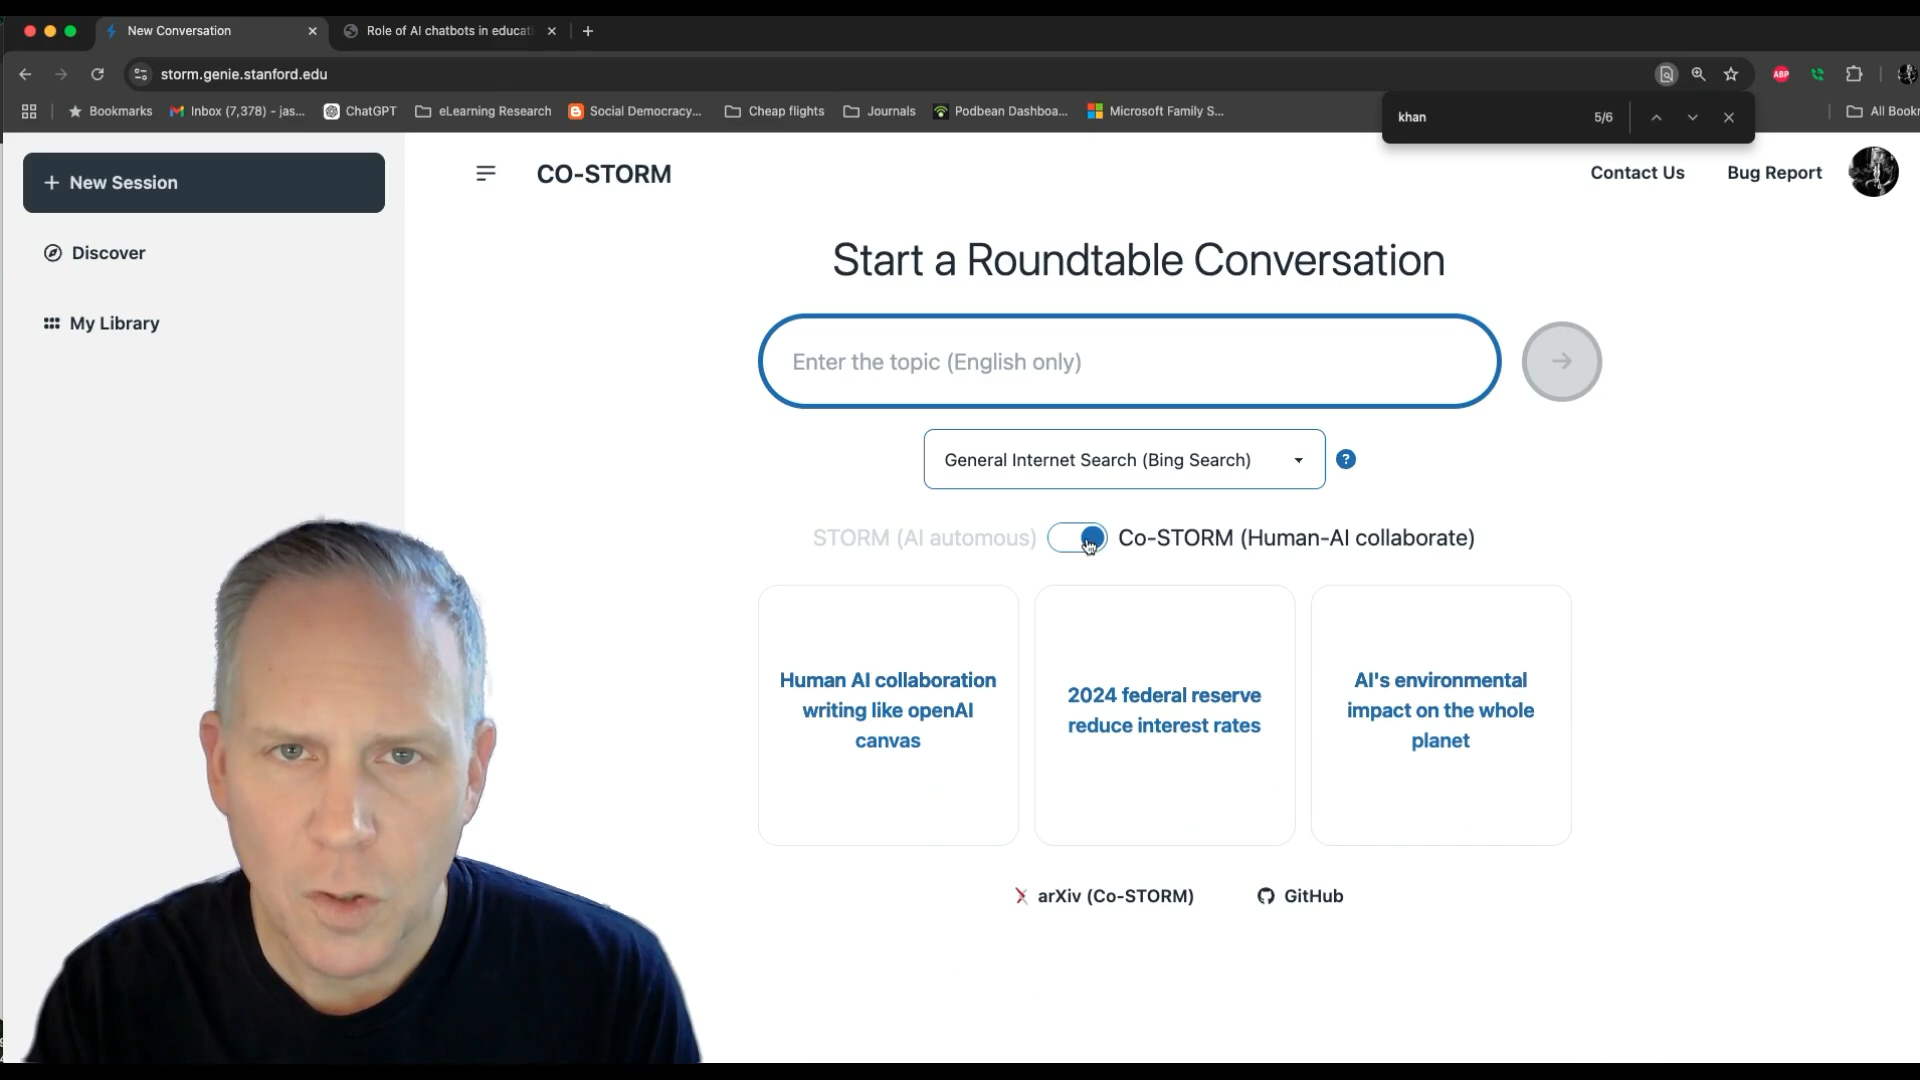 New Conversation
Role of AI chatbots in educat
storm.genie.stanford.edu
ABP
Bookmarks
Inbox (7,378) - jas...
ChatGPT
eLearning Research
Social Democracy...
Cheap flights
Journals
Podbean Dashboa...
Microsoft Family S...
All Bookr
khan
5/6
New Session
Discover
My Library
CO-STORM
Contact Us
Bug Report
Start a Roundtable Conversation
Enter the topic (English only)
General Internet Search (Bing Search)
?
STORM (AI automous)
Co-STORM (Human-AI collaborate)
Human AI collaboration
writing like openAI
canvas
2024 federal reserve
reduce interest rates
AI's environmental
impact on the whole
planet
arXiv (Co-STORM)
GitHub